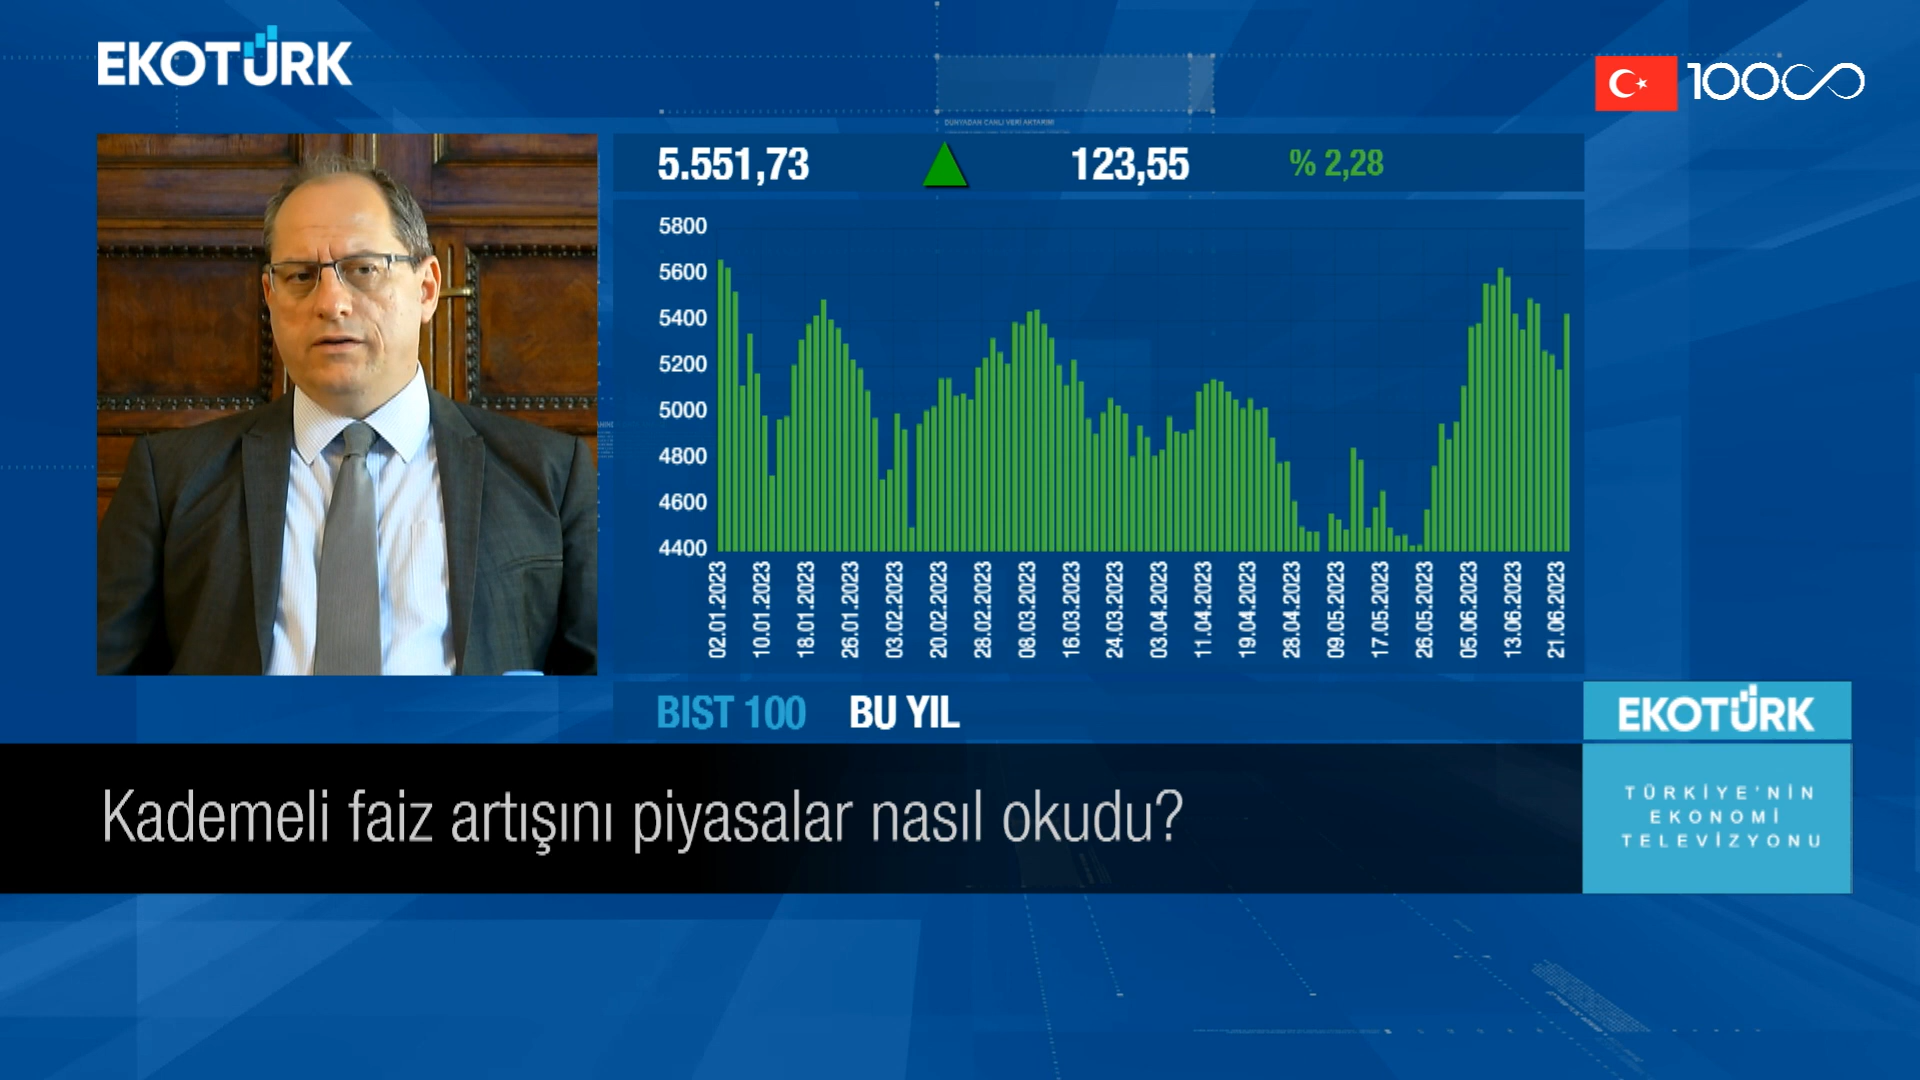 EKOTÜRK
100
DÜNYADAN CANLI VERİ AKTARIMI
5.551,73 123,55 % 2,28
5800
5600
5400
5200
5000
4800
4600
4400
02.01.2023 10.01.2023 18.01.2023 26.01.2023 03.02.2023 20.02.2023 28.02.2023 08.03.2023 16.03.2023 24.03.2023 03.04.2023 11.04.2023 19.04.2023 28.04.2023 09.05.2023 17.05.2023 26.05.2023 05.06.2023 13.06.2023 21.06.2023
BIST 100 BU YIL
EKOTÜRK
Kademeli faiz artışını piyasalar nasıl okudu?
TÜRKİYE'NİN
EKONOMİ
TELEVİZYONU